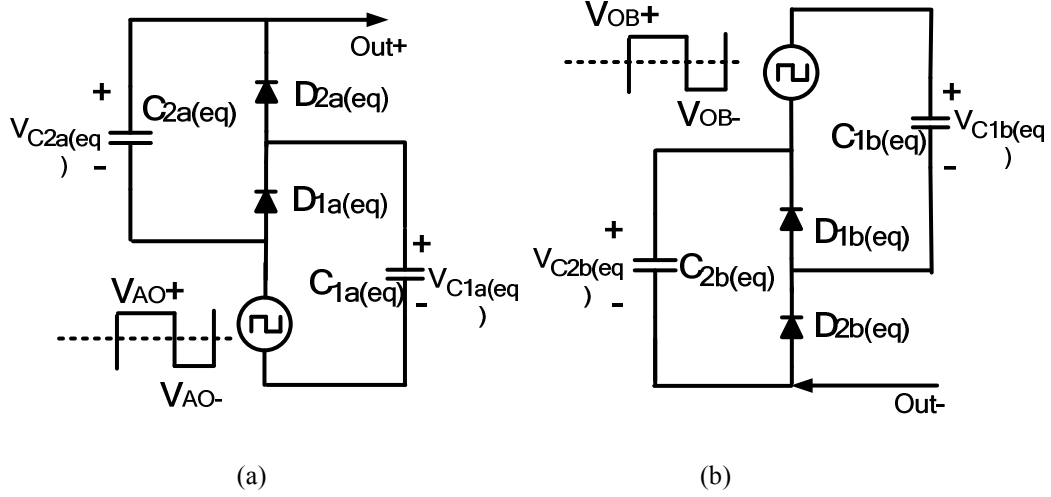 Out+
+
D2a(eq)
C2a(eq)
VC2a(eq
)
-
D1a(eq)
+
C1a(eq)
VC1a(eq
)
-
VAO+
VAO-
(a)
VOB+
VOB-
+
C1b(eq)
VC1b(eq
)
-
+
D1b(eq)
VC2b(eq
)
C2b(eq)
-
D2b(eq)
Out-
(b)